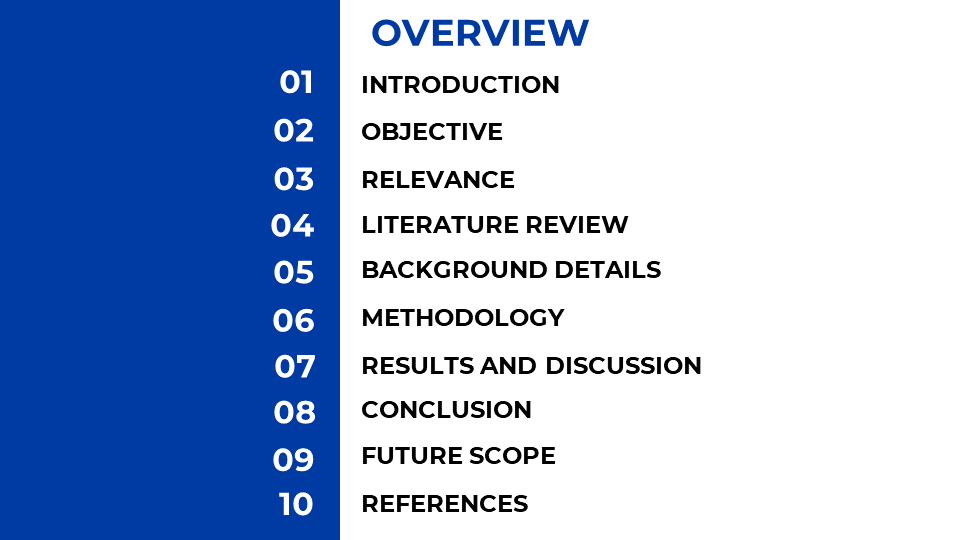 OVERVIEW
01 INTRODUCTION
02 OBJECTIVE
03 RELEVANCE
04 LITERATURE REVIEW
05 BACKGROUND DETAILS
06 METHODOLOGY
07 RESULTS AND DISCUSSION
08 CONCLUSION
09 FUTURE SCOPE
10 REFERENCES